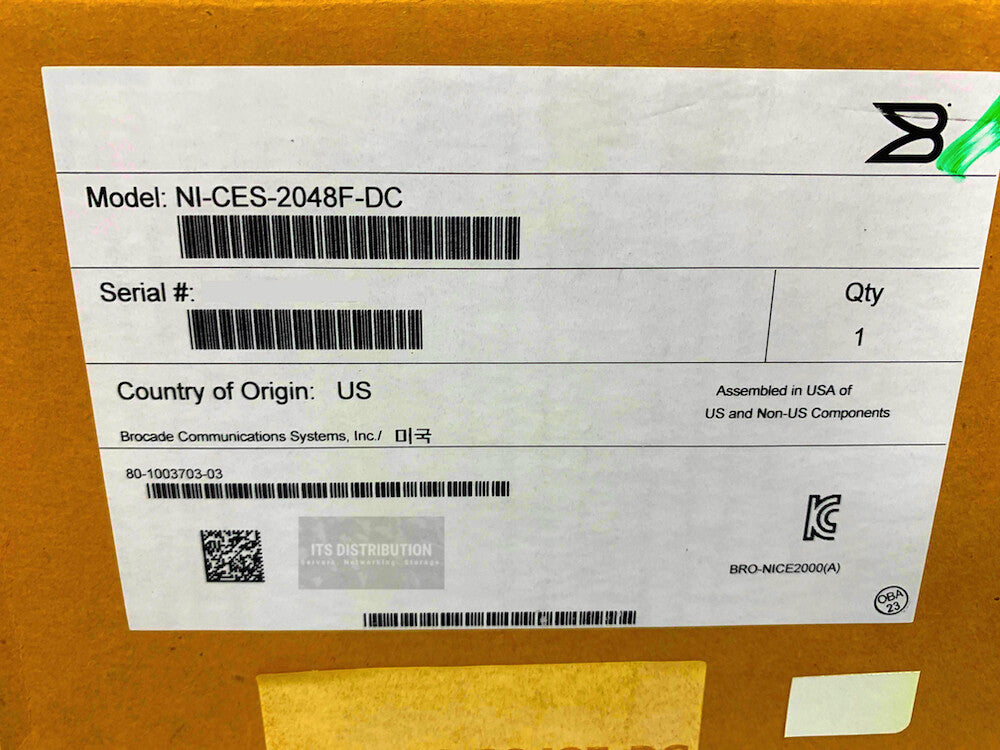 Model: NI-CES-2048F-DC
Serial #:
Qty
1
Country of Origin: US
Assembled in USA of
US and Non-US Components
Brocade Communications Systems, Inc./ 미국
80-1003703-03
ITS DISTRIBUTION
Servers. Networking. Storage
BRO-NICE2000(A)
OBA
23